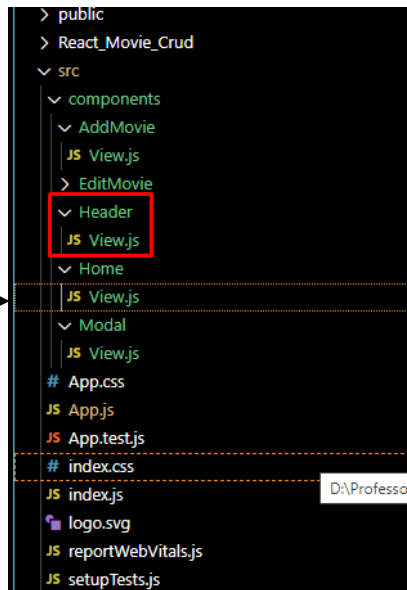 public
React_Movie_Crud
src
components
AddMovie
JS View.js
EditMovie
Header
JS View.js
Home
JS View.js
Modal
JS View.js
# App.css
JS App.js
JS App.test.js
# index.css
JS index.js
D:\Professo
logo.svg
JS reportWebVitals.js
JS setupTests.js